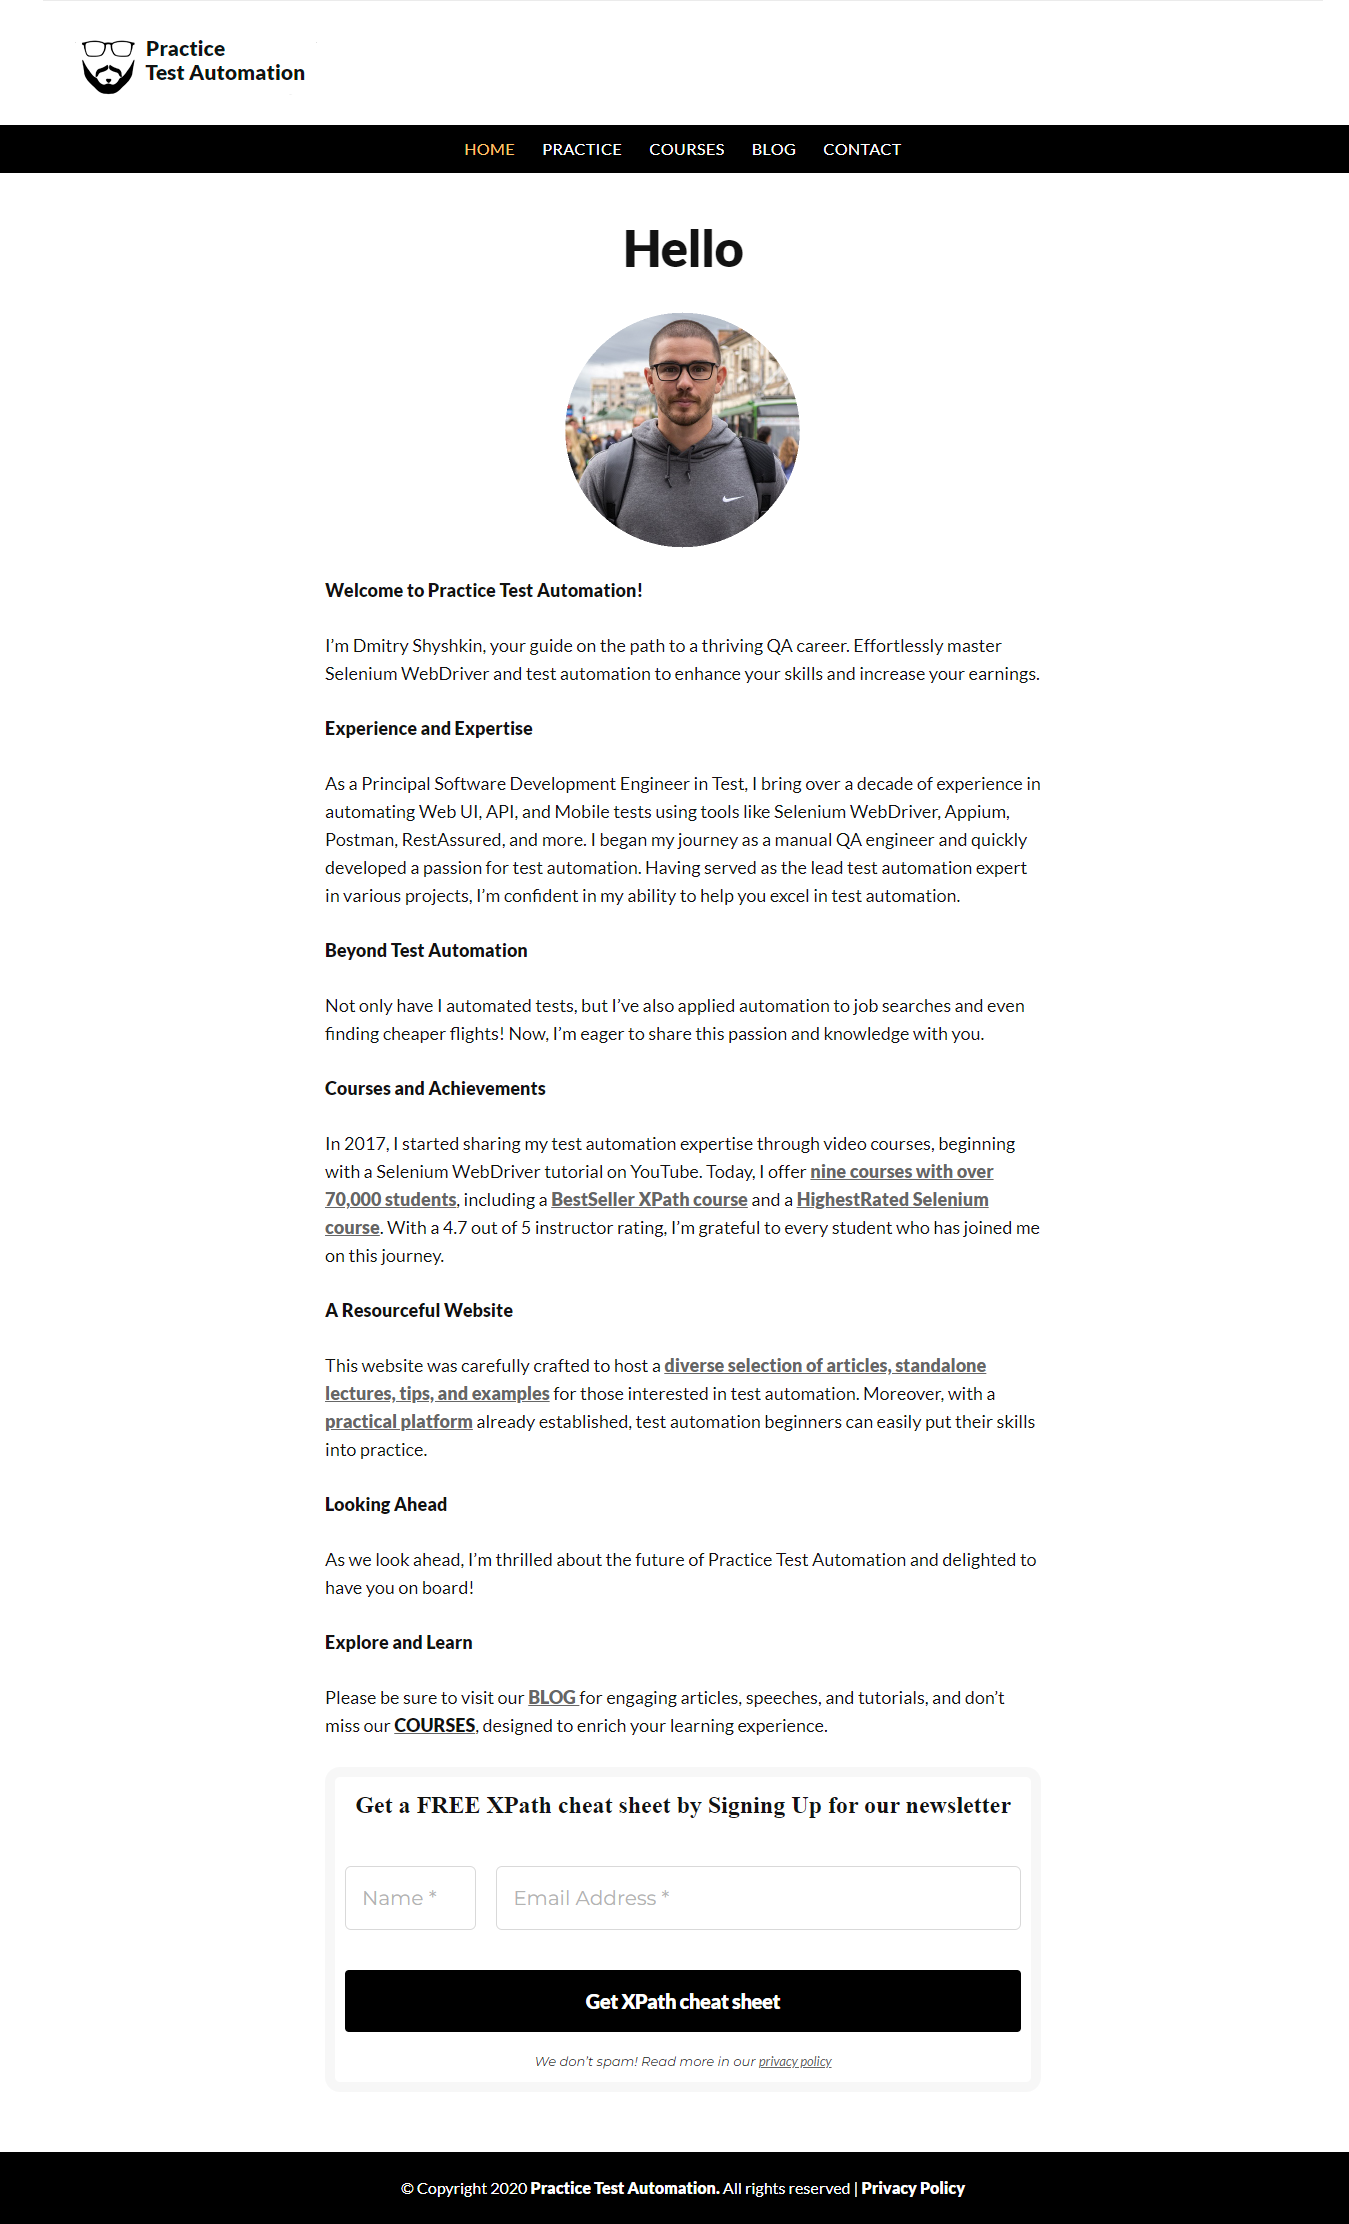 Practice
Test Automation
HOME PRACTICE COURSES BLOG CONTACT
Hello
Welcome to Practice Test Automation!
I’m Dmitry Shyshkin, your guide on the path to a thriving QA career. Effortlessly master
Selenium WebDriver and test automation to enhance your skills and increase your earnings.
Experience and Expertise
As a Principal Software Development Engineer in Test, I bring over a decade of experience in
automating Web UI, API, and Mobile tests using tools like Selenium WebDriver, Appium,
Postman, RestAssured, and more. I began my journey as a manual QA engineer and quickly
developed a passion for test automation. Having served as the lead test automation expert
in various projects, I’m confident in my ability to help you excel in test automation.
Beyond Test Automation
Not only have I automated tests, but I’ve also applied automation to job searches and even
finding cheaper flights! Now, I’m eager to share this passion and knowledge with you.
Courses and Achievements
In 2017, I started sharing my test automation expertise through video courses, beginning
with a Selenium WebDriver tutorial on YouTube. Today, I offer nine courses with over
70,000 students, including a BestSeller XPath course and a HighestRated Selenium
course. With a 4.7 out of 5 instructor rating, I’m grateful to every student who has joined me
on this journey.
A Resourceful Website
This website was carefully crafted to host a diverse selection of articles, standalone
lectures, tips, and examples for those interested in test automation. Moreover, with a
practical platform already established, test automation beginners can easily put their skills
into practice.
Looking Ahead
As we look ahead, I’m thrilled about the future of Practice Test Automation and delighted to
have you on board!
Explore and Learn
Please be sure to visit our BLOG for engaging articles, speeches, and tutorials, and don’t
miss our COURSES, designed to enrich your learning experience.
Get a FREE XPath cheat sheet by Signing Up for our newsletter
Name * Email Address *
Get XPath cheat sheet
We don’t spam! Read more in our privacy policy
© Copyright 2020 Practice Test Automation. All rights reserved | Privacy Policy